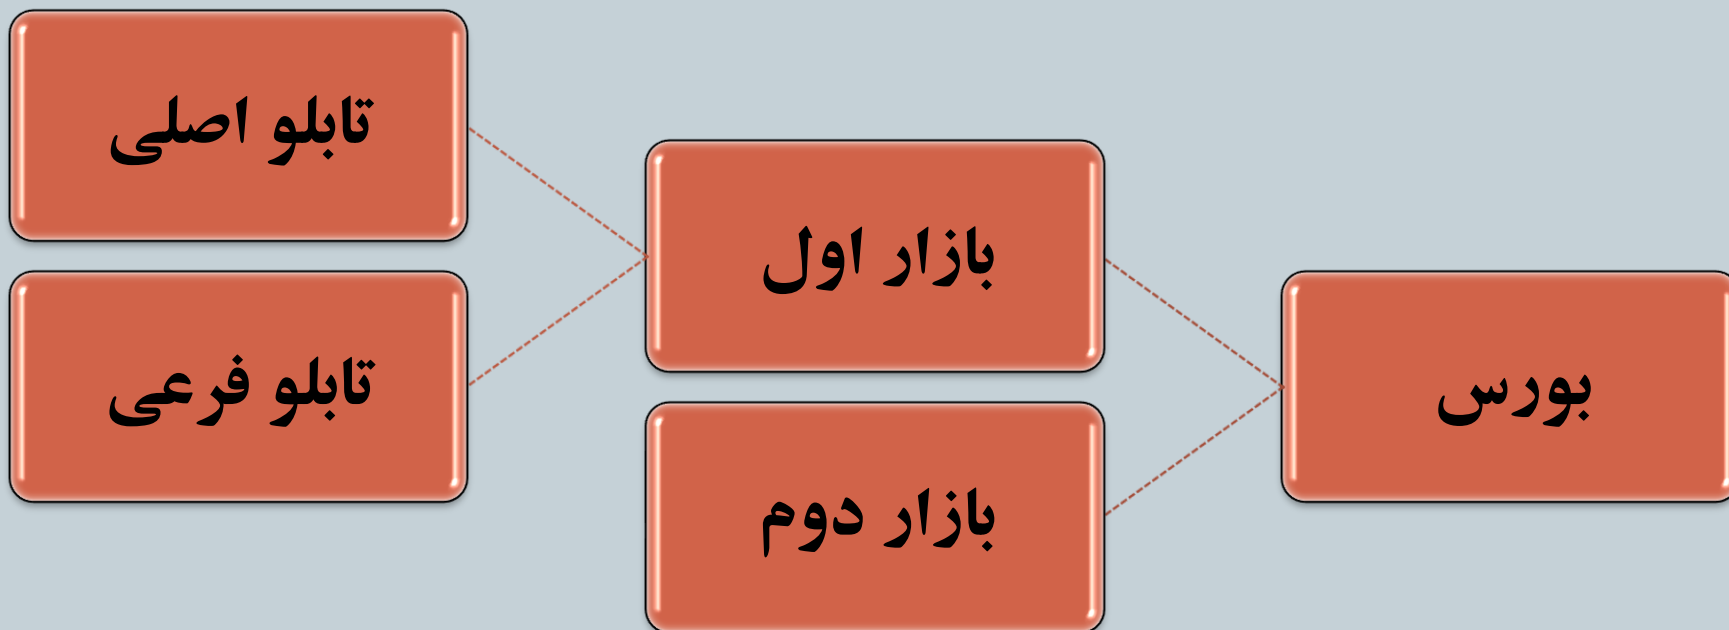 بورس
بازار اول
بازار دوم
تابلو اصلی
تابلو فرعی